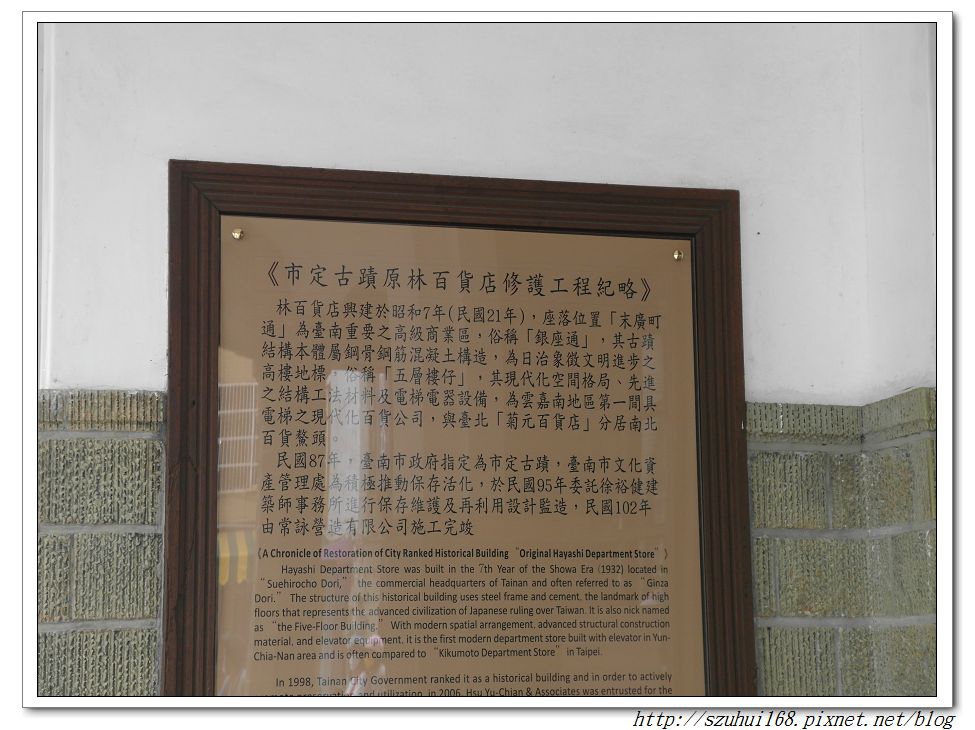 《市定古蹟原林百貨店修護工程紀略》
林百貨店興建於昭和7年(民國21年)，座落位置「末廣町
通」為臺南重要之高級商業區，俗稱「銀座通」，其古蹟
結構本體屬鋼骨鋼筋混凝土構造，為日治象徵文明進步之
高樓地標，俗稱「五層樓仔」，其現代化空間格局、先進
之結構工法材料及電梯電器設備，為雲嘉南地區第一間具
電梯之現代化百貨公司，與臺北「菊元百貨店」分居南北
百貨鰲頭。
民國87年，臺南市政府指定為市定古蹟，臺南市文化資
產管理處為積極推動保存活化，於民國95年委託徐裕健建
築師事務所進行保存維護及再利用設計監造，民國102年
由常詠營造有限公司施工完竣
《A Chronicle of Restoration of City Ranked Historical Building “Original Hayashi Department Store”》
Hayashi Department Store was built in the 7th Year of the Showa Era (1932) located in
“Suehirocho Dori,” the commercial headquarters of Tainan and often referred to as “Ginza
Dori.” The structure of this historical building uses steel frame and cement, the landmark of high
floors that represents the advanced civilization of Japanese ruling over Taiwan. It is also nick named
as “the Five-Floor Building.” With modern spatial arrangement, advanced structural construction
material, and elevator equipment, it is the first modern department store built with elevator in Yun-
Chia-Nan area and is often compared to “Kikumoto Department Store” in Taipei.
In 1998, Tainan City Government ranked it as a historical building and in order to actively
preservation and utilization, in 2006, Hsu Yu-Chian & Associates was entrusted for the
http://szuhui168.pixnet.net/blog